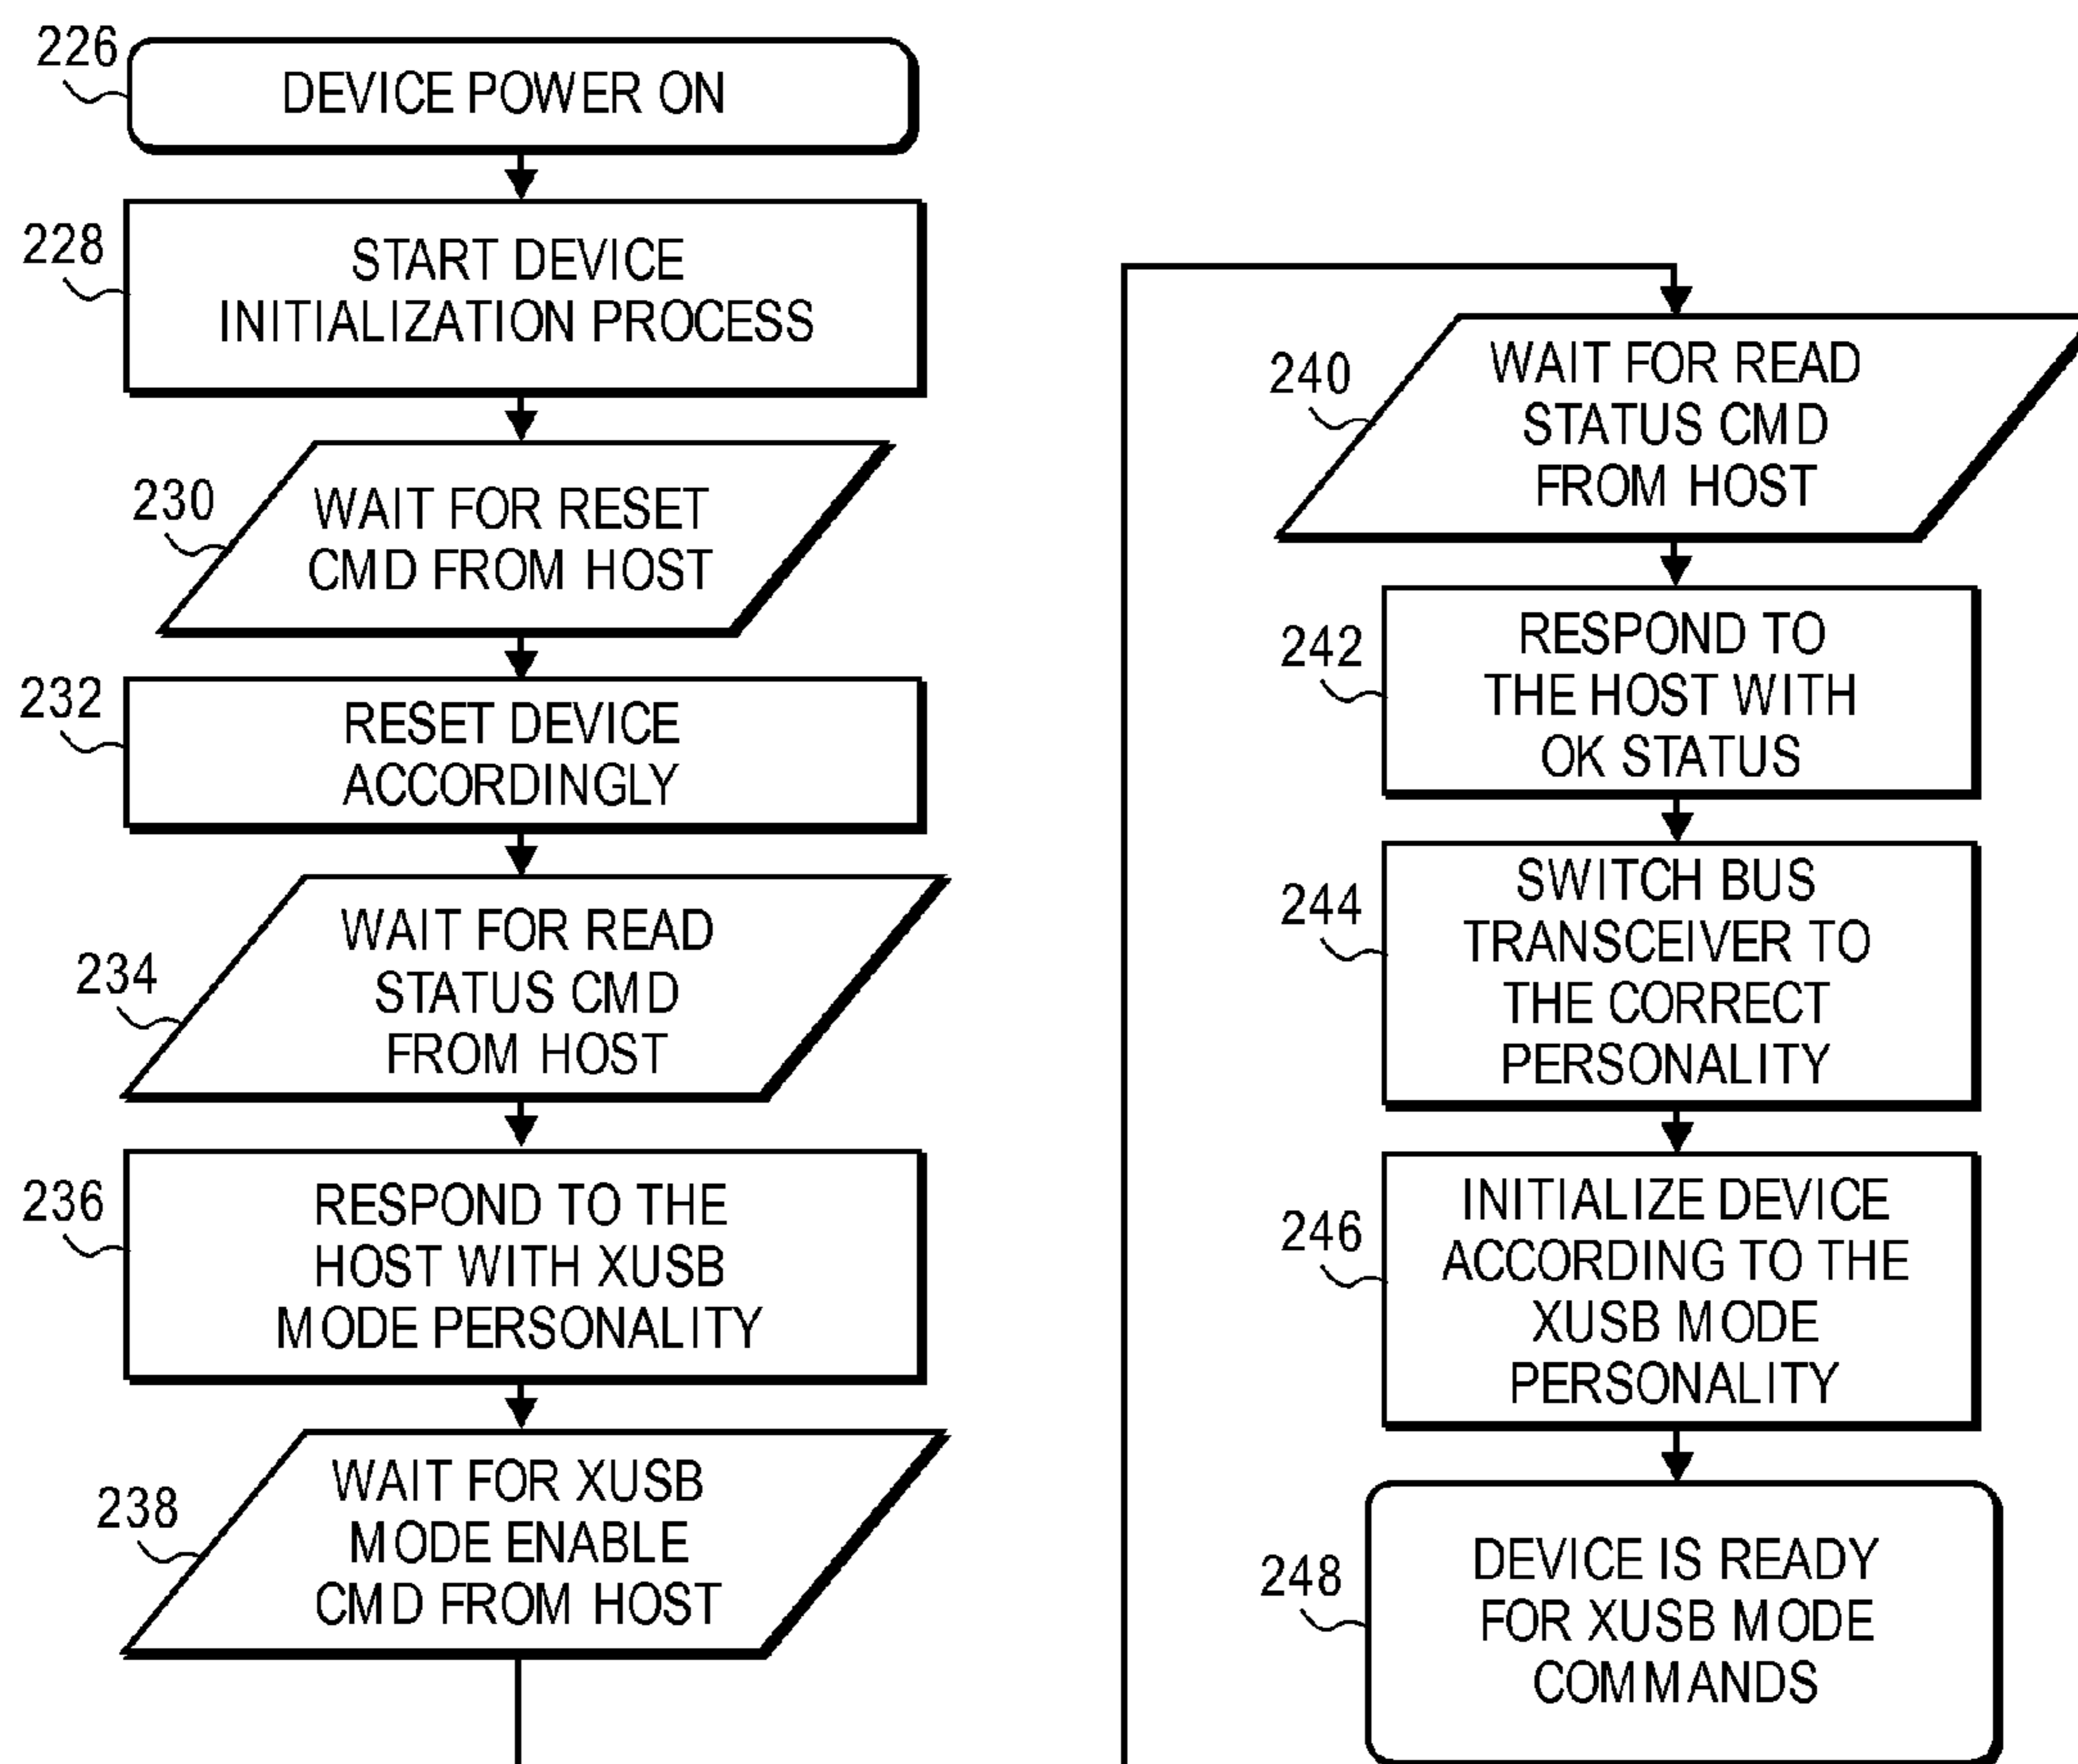 226
DEVICE POWER ON
228
START DEVICE
INITIALIZATION PROCESS
230
WAIT FOR RESET
CMD FROM HOST
232
RESET DEVICE
ACCORDINGLY
234
WAIT FOR READ
STATUS CMD
FROM HOST
236
RESPOND TO THE
HOST WITH XUSB
MODE PERSONALITY
238
WAIT FOR XUSB
MODE ENABLE
CMD FROM HOST
240
WAIT FOR READ
STATUS CMD
FROM HOST
242
RESPOND TO
THE HOST WITH
OK STATUS
244
SWITCH BUS
TRANSCEIVER TO
THE CORRECT
PERSONALITY
246
INITIALIZE DEVICE
ACCORDING TO THE
XUSB MODE
PERSONALITY
248
DEVICE IS READY
FOR XUSB MODE
COMMANDS